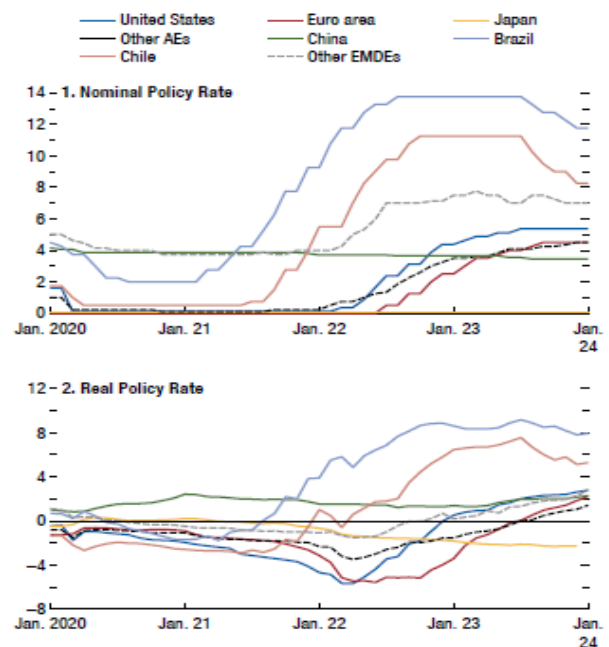 United States Euro area Japan
Other AEs China Brazil
Chile Other EMDEs
14 1. Nominal Policy Rate
12
10
8
6
4
2
0
Jan. 2020 Jan. 21 Jan. 22 Jan. 23 Jan.
24
12 2. Real Policy Rate
8
4
0
−4
−8
Jan. 2020 Jan. 21 Jan. 22 Jan. 23 Jan.
24